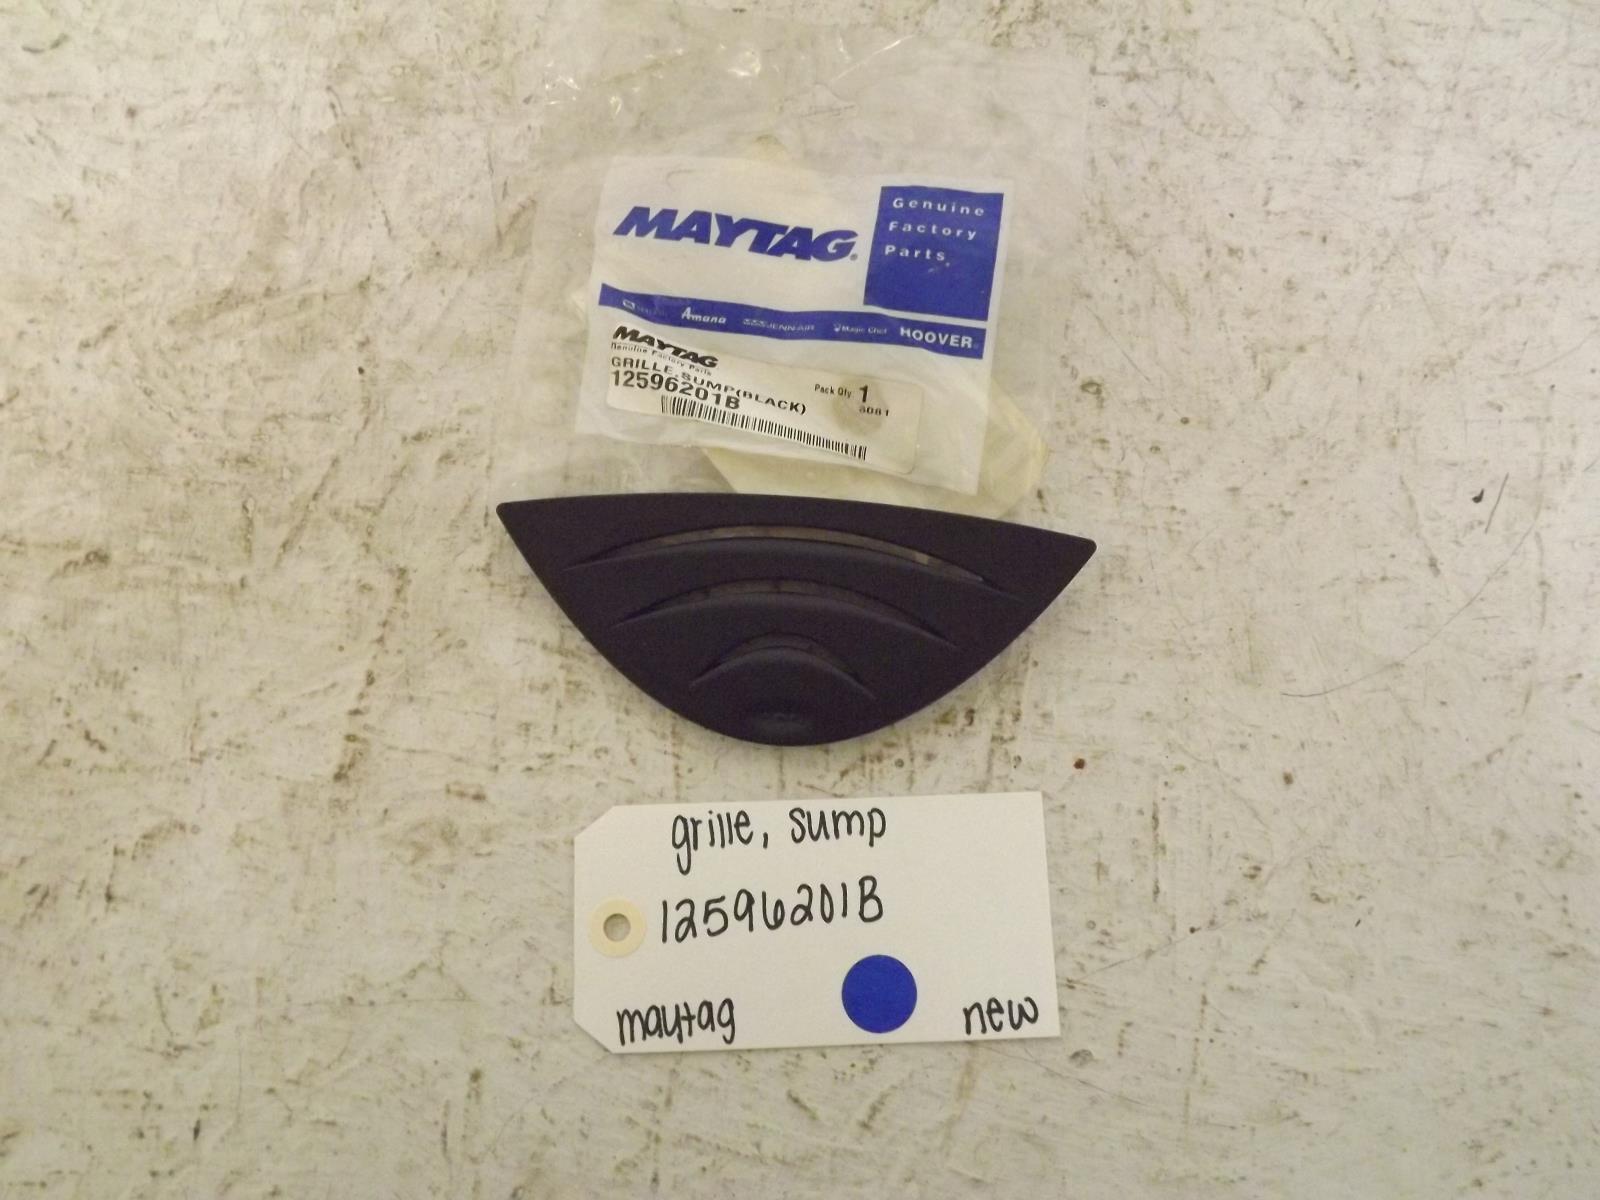 MAYTAG®
Genuine
Factory
Parts
Amana JENN-AIR Magic Chef HOOVER
MAYTAG
Genuine Factory Parts
GRILLE,SUMP(BLACK)
12596201B
Pack Qty 1
grille, sump
12596201B
maytag new